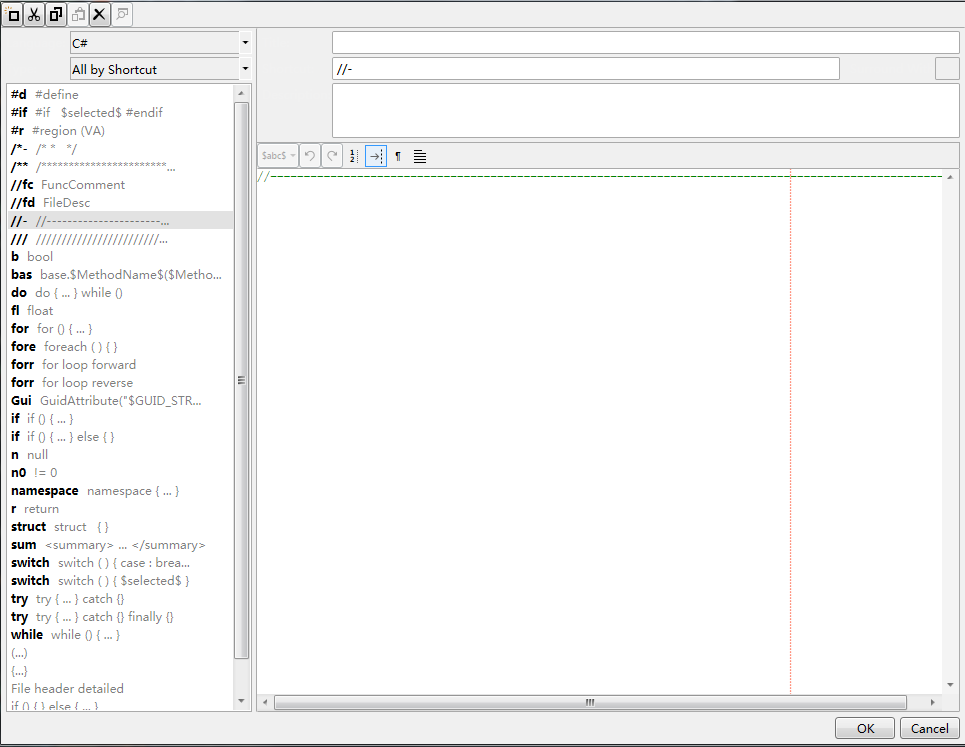 C#
All by Shortcut
#d #define
#if #if $selected$ #endif
#r #region (VA)
/*- /* * */
/** /***********************...
//fc FuncComment
//fd FileDesc
//- //----------------------...
/// ////////////////////////...
b bool
bas base.$MethodName$($Metho...
do do { ... } while ()
fl float
for for () { ... }
fore foreach ( ) { }
forr for loop forward
forr for loop reverse
Gui GuidAttribute("$GUID_STR...
if if () { ... }
if if () { ... } else { }
n null
n0 != 0
namespace namespace { ... }
r return
struct struct { }
sum <summary> ... </summary>
switch switch ( ) { case : brea...
switch switch ( ) { $selected$ }
try try { ... } catch {}
try try { ... } catch {} finally {}
while while () { ... }
(...)
{...}
File header detailed
if () { } else { ... }
//-
$abc$
//--------------------------------------------------------------------------------------------------
OK
Cancel